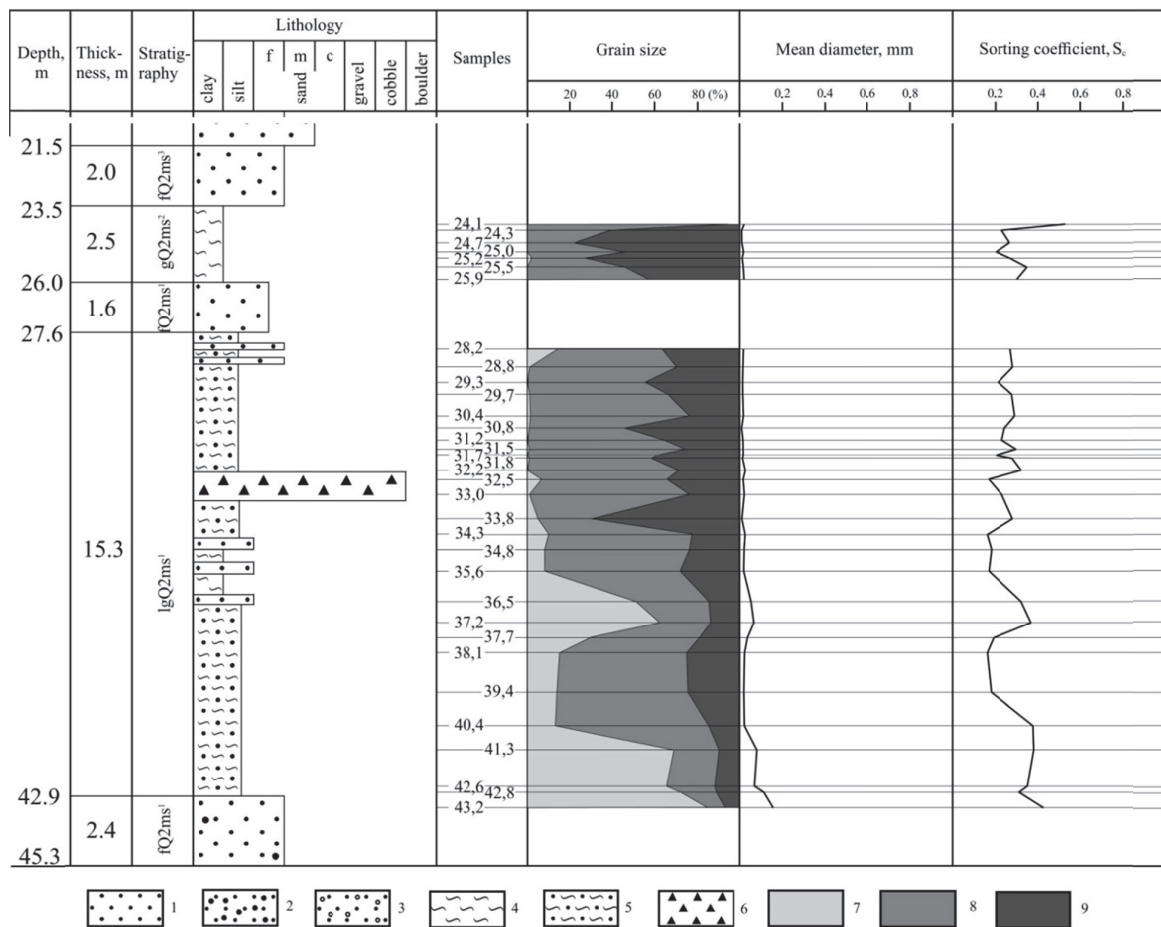 Depth, m
Thick-ness, m
Stratig-raphy
Lithology
clay
silt
f
m
c
sand
gravel
cobble
boulder
Samples
Grain size
20 40 60 80 (%)
Mean diameter, mm
0,2 0,4 0,6 0,8
Sorting coefficient, Sc
0.2 0.4 0.6 0.8
21.5
2.0
fQ2ms³
23.5
2.5
gQ2ms²
26.0
1.6
fQ2ms¹
27.6
15.3
lgQ2ms¹
42.9
2.4
fQ2ms¹
45.3
24,1
24,3
24,7
25,0
25,2
25,5
25,9
28,2
28,8
29,3
29,7
30,4
30,8
31,2
31,5
31,7
31,8
32,2
32,5
33,0
33,8
34,3
34,8
35,6
36,5
37,2
37,7
38,1
39,4
40,4
41,3
42,6
42,8
43,2
1 2 3 4 5 6 7 8 9